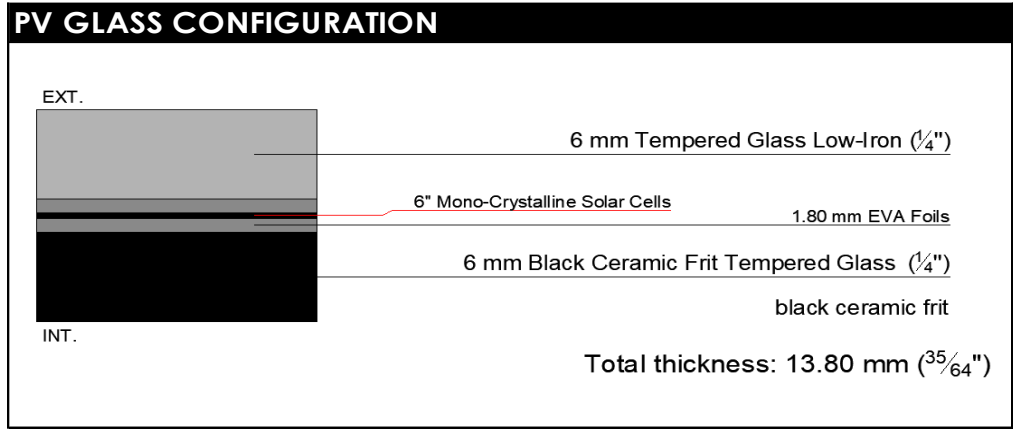 PV GLASS CONFIGURATION
EXT.
6 mm Tempered Glass Low-Iron (¼")
6" Mono-Crystalline Solar Cells
1.80 mm EVA Foils
6 mm Black Ceramic Frit Tempered Glass (¼")
black ceramic frit
INT.
Total thickness: 13.80 mm (³⁵⁄₆₄")